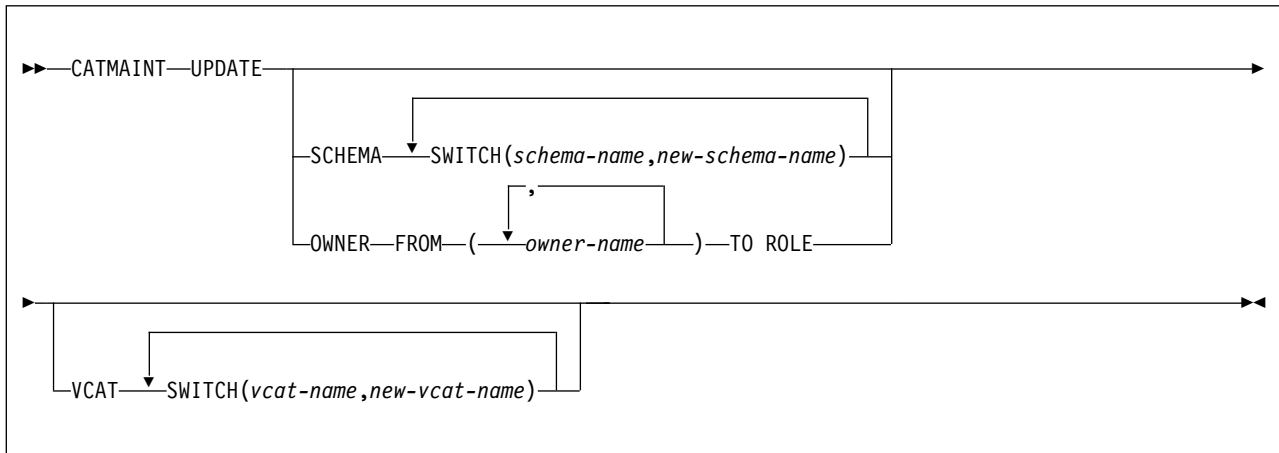 CATMAINT UPDATE
SCHEMA SWITCH(schema-name,new-schema-name)
,
OWNER FROM ( owner-name ) TO ROLE
VCAT SWITCH(vcat-name,new-vcat-name)